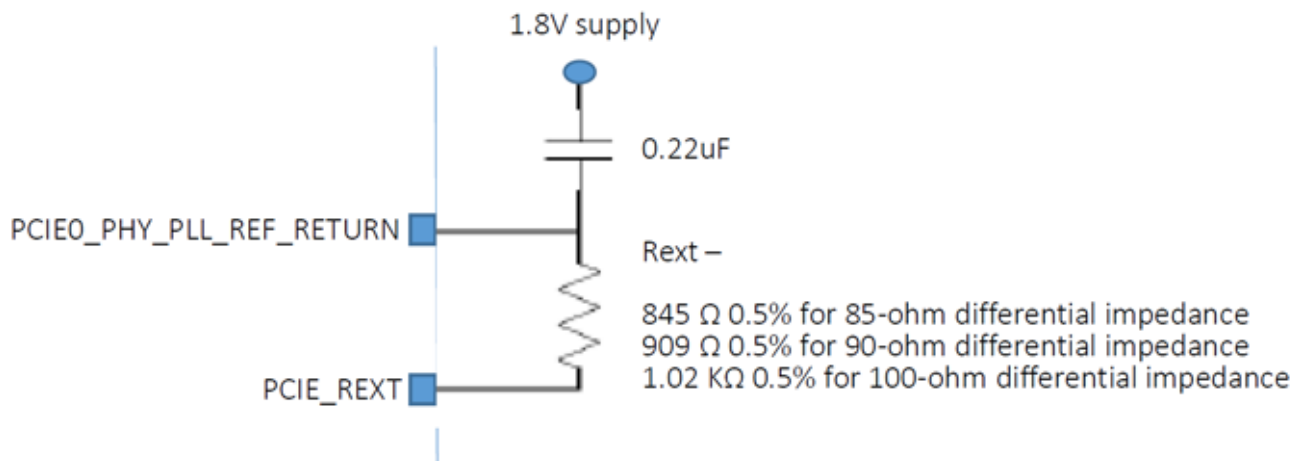 1.8V supply
0.22uF
PCIE0_PHY_PLL_REF_RETURN
Rext –
845 Ω 0.5% for 85-ohm differential impedance
909 Ω 0.5% for 90-ohm differential impedance
1.02 KΩ 0.5% for 100-ohm differential impedance
PCIE_REXT